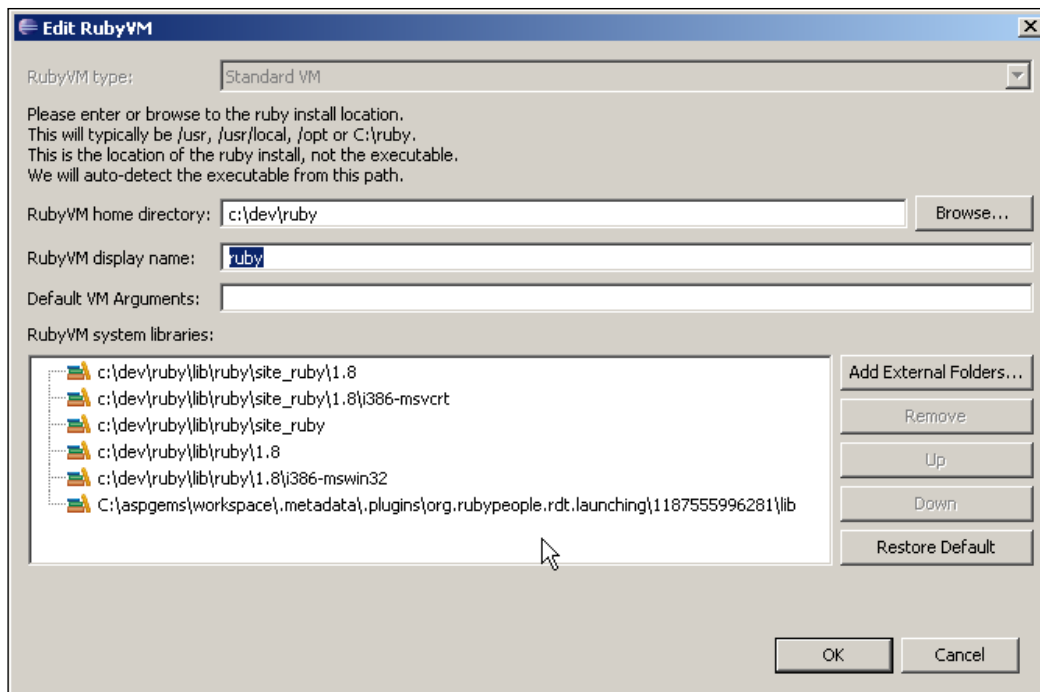 Edit RubyVM
RubyVM type: Standard VM
Please enter or browse to the ruby install location.
This will typically be /usr, /usr/local, /opt or C:\ruby.
This is the location of the ruby install, not the executable.
We will auto-detect the executable from this path.
RubyVM home directory: c:\dev\ruby Browse...
RubyVM display name: ruby
Default VM Arguments:
RubyVM system libraries:
c:\dev\ruby\lib\ruby\site_ruby\1.8
c:\dev\ruby\lib\ruby\site_ruby\1.8\i386-msvcrt
c:\dev\ruby\lib\ruby\site_ruby
c:\dev\ruby\lib\ruby\1.8
c:\dev\ruby\lib\ruby\1.8\i386-mswin32
C:\aspgems\workspace\.metadata\.plugins\org.rubypeople.rdt.launching\1187555996281\lib
Add External Folders...
Remove
Up
Down
Restore Default
OK Cancel